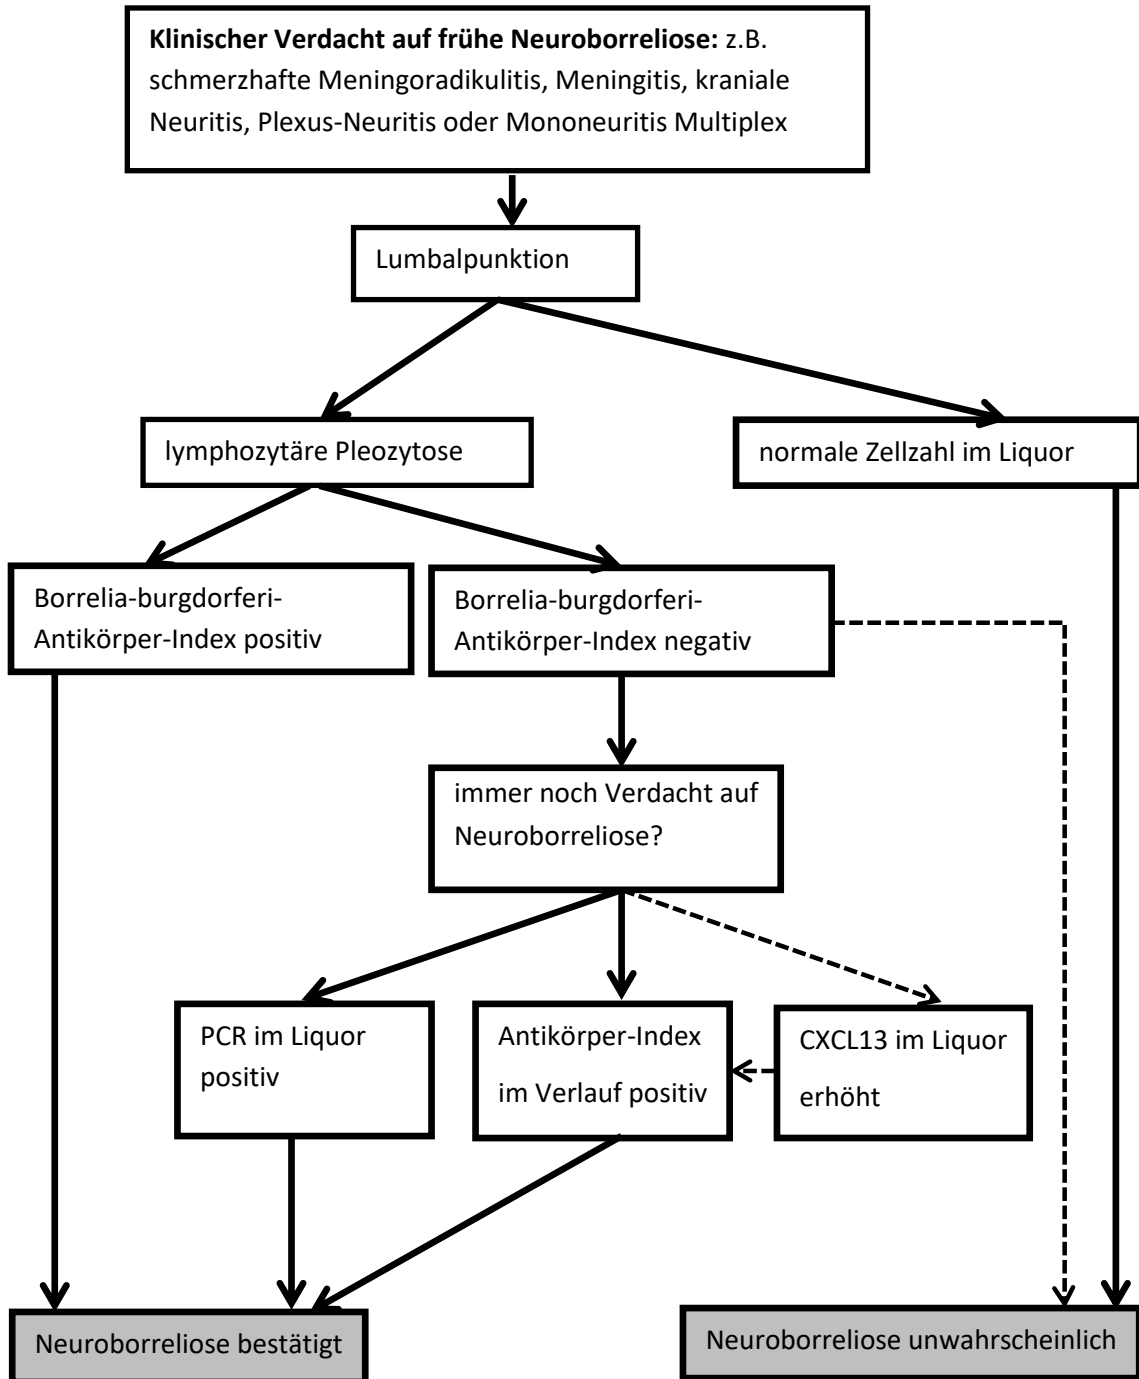 Klinischer Verdacht auf frühe Neuroborreliose: z.B.
schmerzhafte Meningoradikulitis, Meningitis, kraniale
Neuritis, Plexus-Neuritis oder Mononeuritis Multiplex
Lumbalpunktion
lymphozytäre Pleozytose
normale Zellzahl im Liquor
Borrelia-burgdorferi-
Antikörper-Index positiv
Borrelia-burgdorferi-
Antikörper-Index negativ
immer noch Verdacht auf
Neuroborreliose?
PCR im Liquor
positiv
Antikörper-Index
im Verlauf positiv
CXCL13 im Liquor
erhöht
Neuroborreliose bestätigt
Neuroborreliose unwahrscheinlich